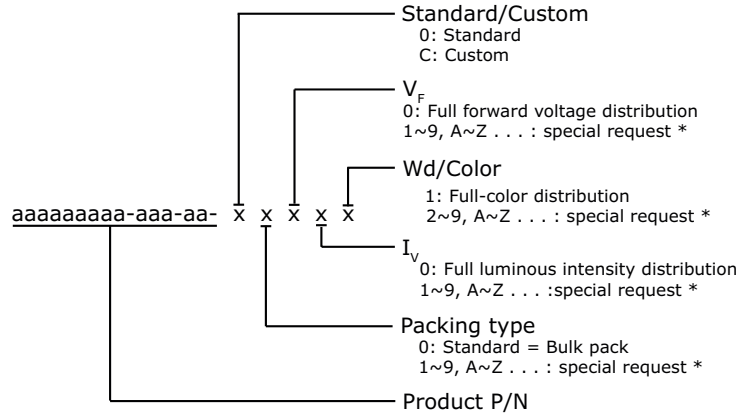 Standard/Custom
0: Standard
C: Custom
VF
0: Full forward voltage distribution
1~9, A~Z . . . : special request *
Wd/Color
1: Full-color distribution
2~9, A~Z . . . : special request *
aaaaaaaaa-aaa-aa- x x x x x
IV
0: Full luminous intensity distribution
1~9, A~Z . . . :special request *
Packing type
0: Standard = Bulk pack
1~9, A~Z . . . : special request *
Product P/N